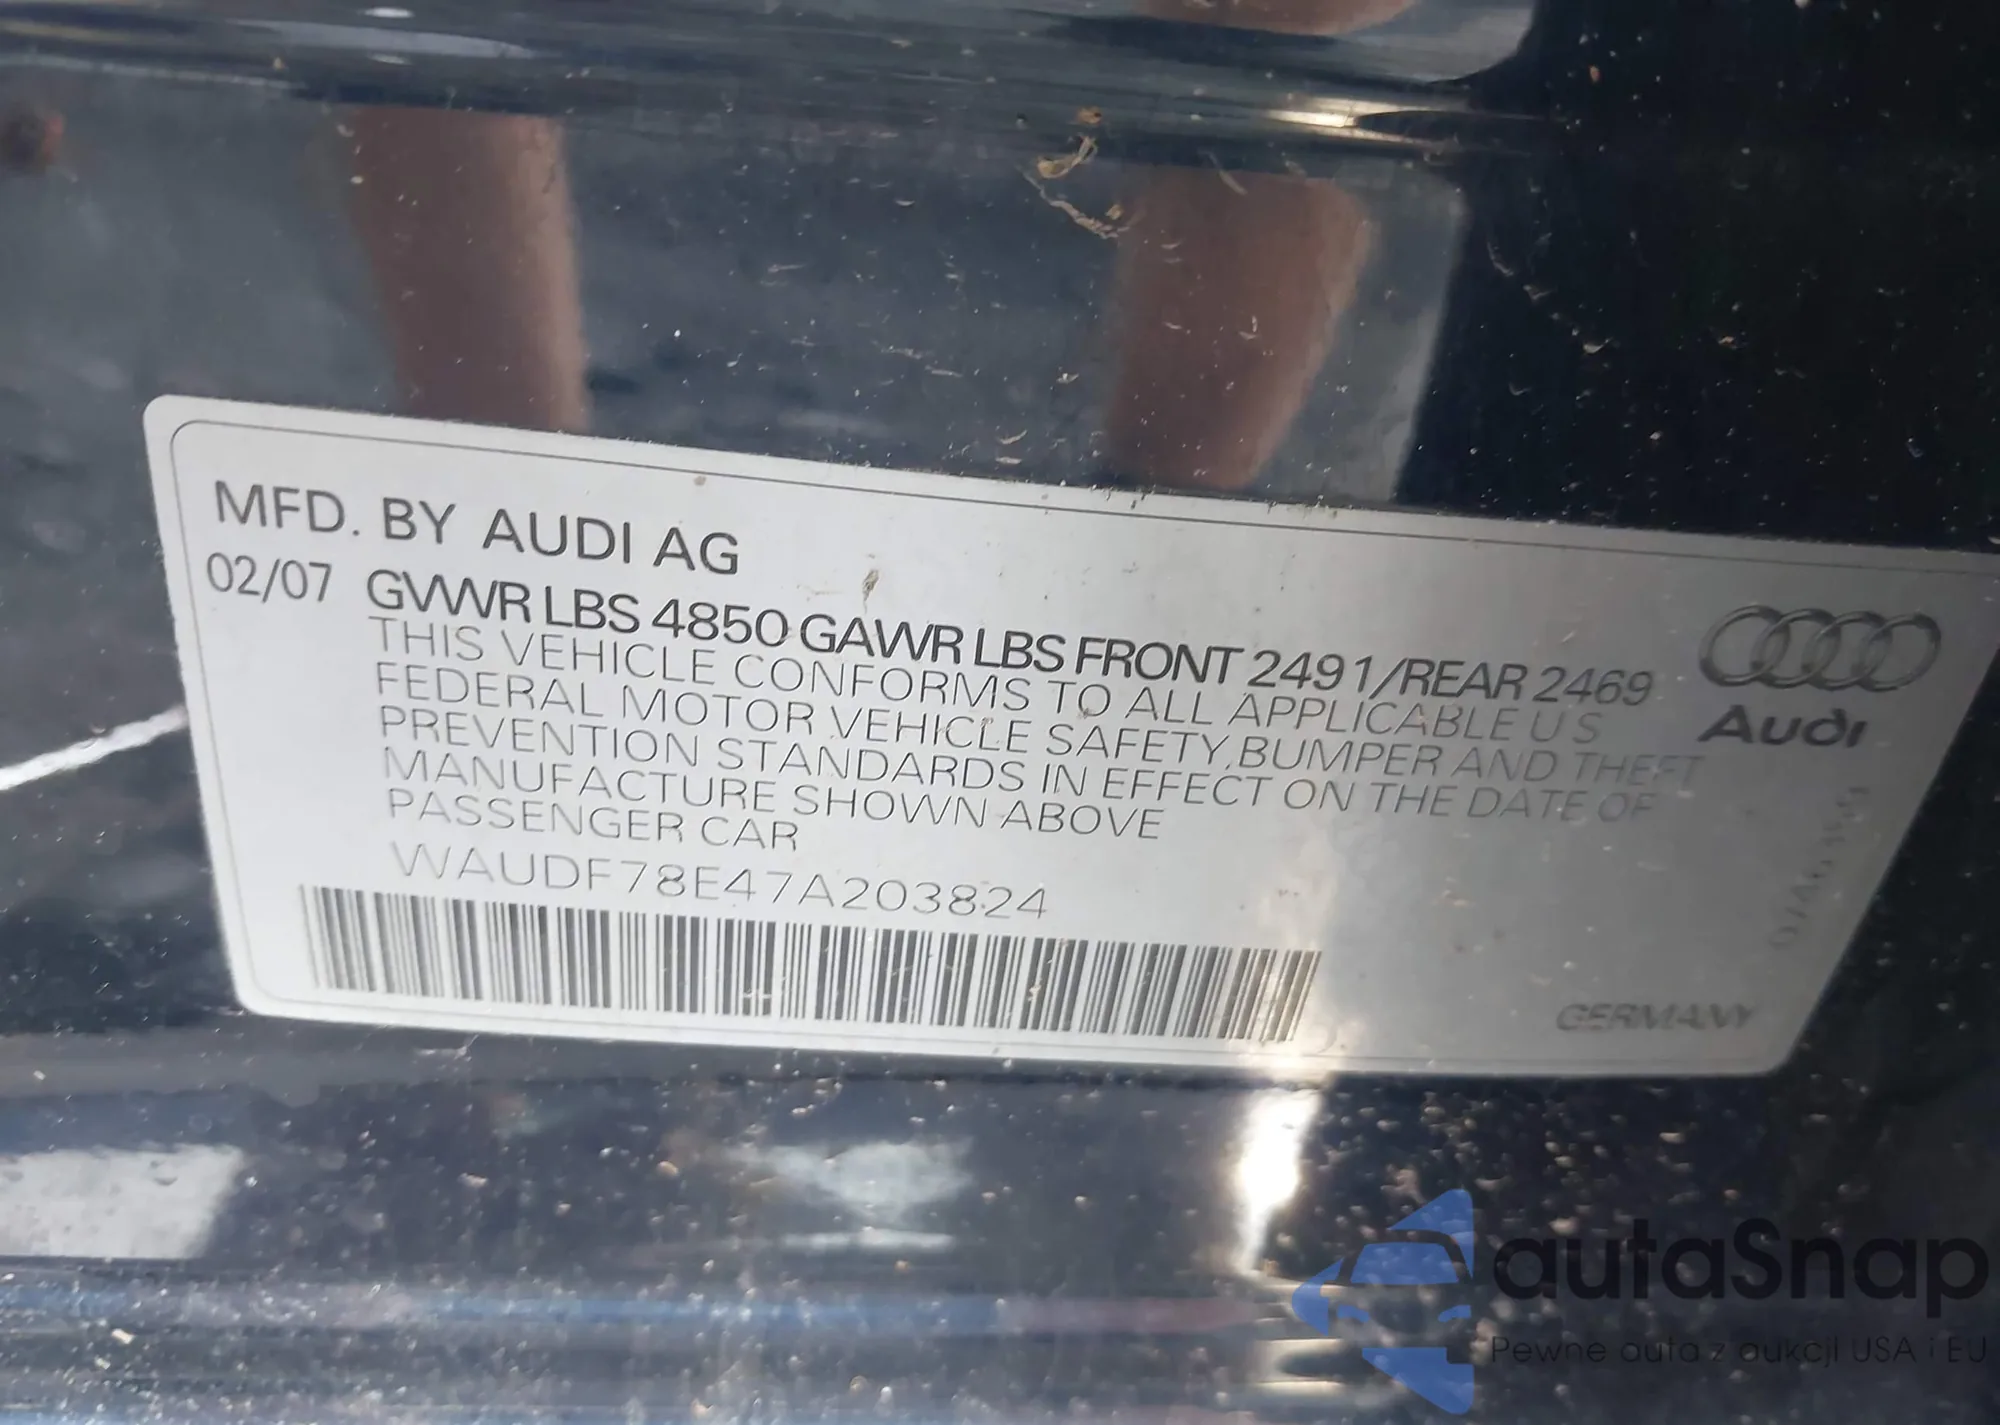 MFD. BY AUDI AG
02/07 GVWR LBS 4850 GAWR LBS FRONT 2491/REAR 2469
THIS VEHICLE CONFORMS TO ALL APPLICABLE U S
FEDERAL MOTOR VEHICLE SAFETY,BUMPER AND THEFT
PREVENTION STANDARDS IN EFFECT ON THE DATE OF
MANUFACTURE SHOWN ABOVE
PASSENGER CAR
WAUDF78E47A203824
Audi
GERMANY
autaSnap
Pewne auta z aukcji USA i EU